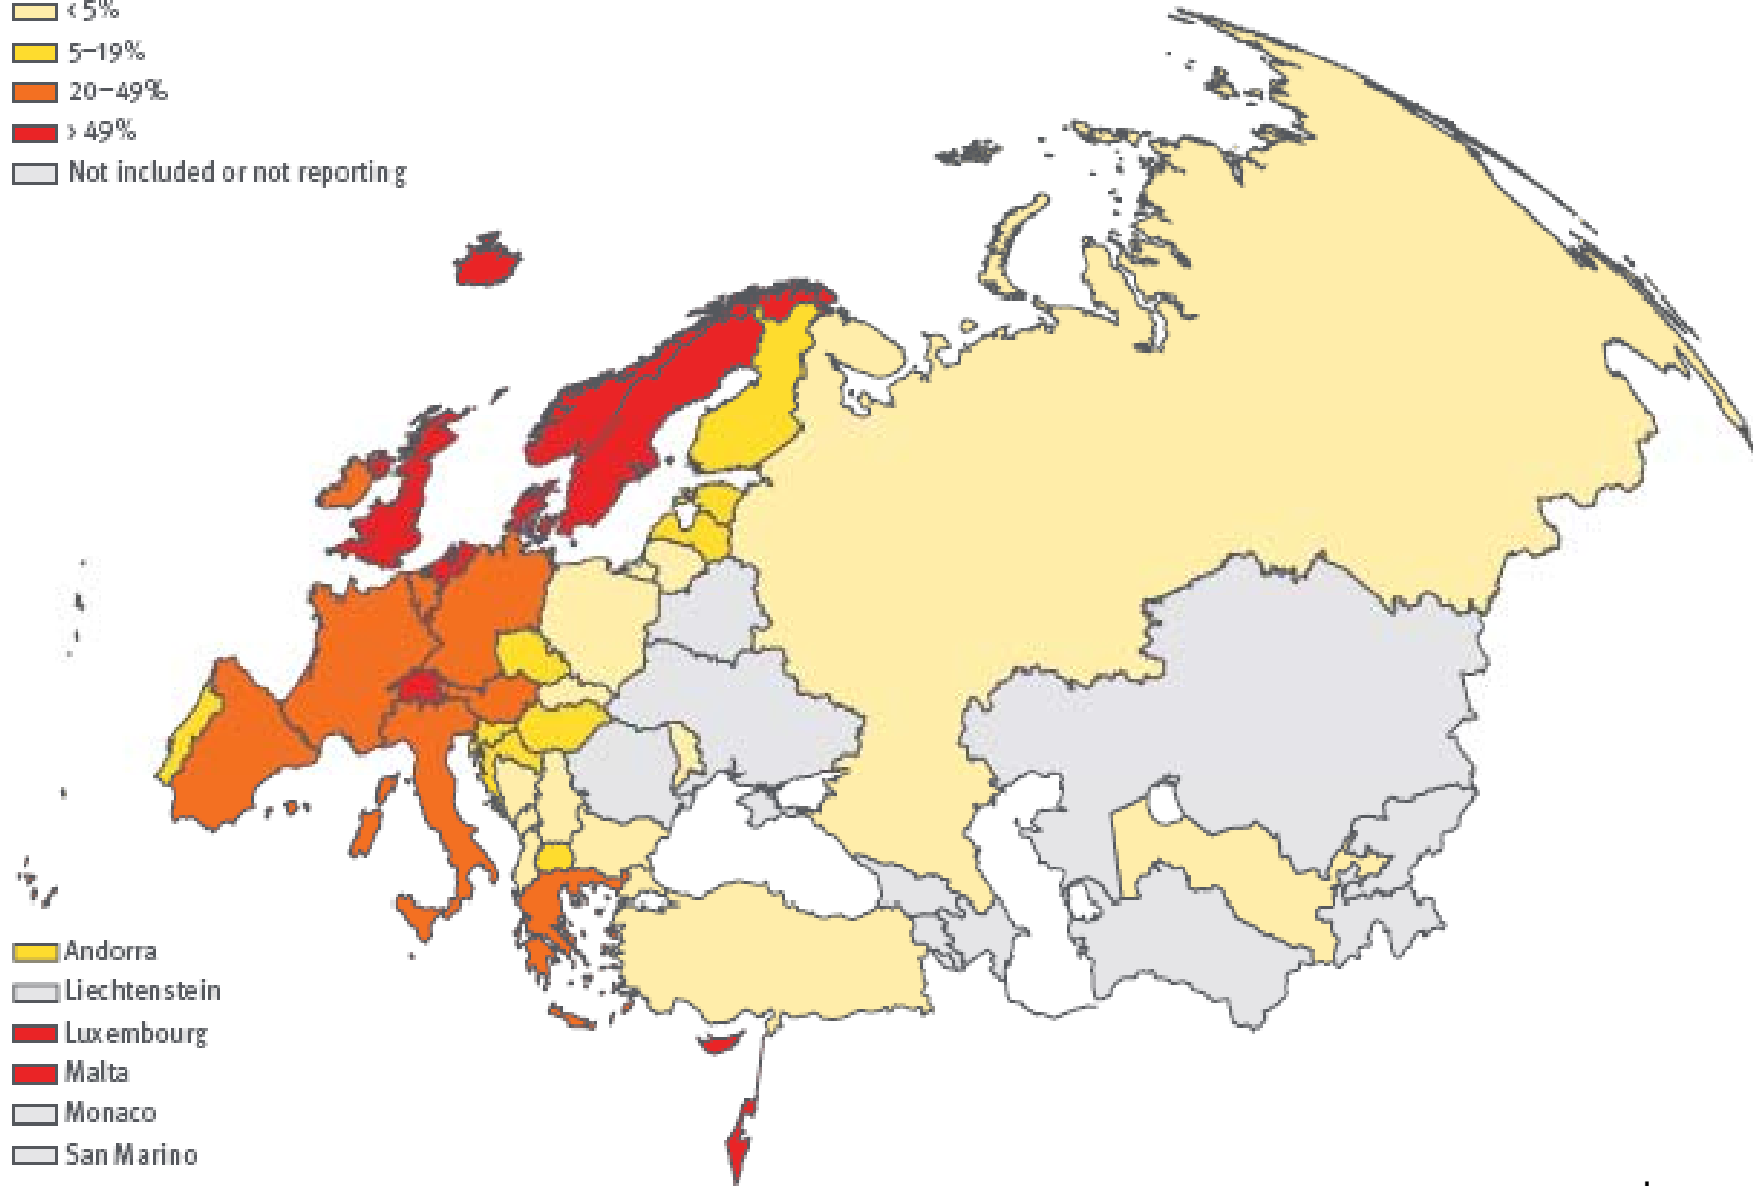 < 5%
5–19%
20–49%
> 49%
Not included or not reporting
Andorra
Liechtenstein
Luxembourg
Malta
Monaco
San Marino